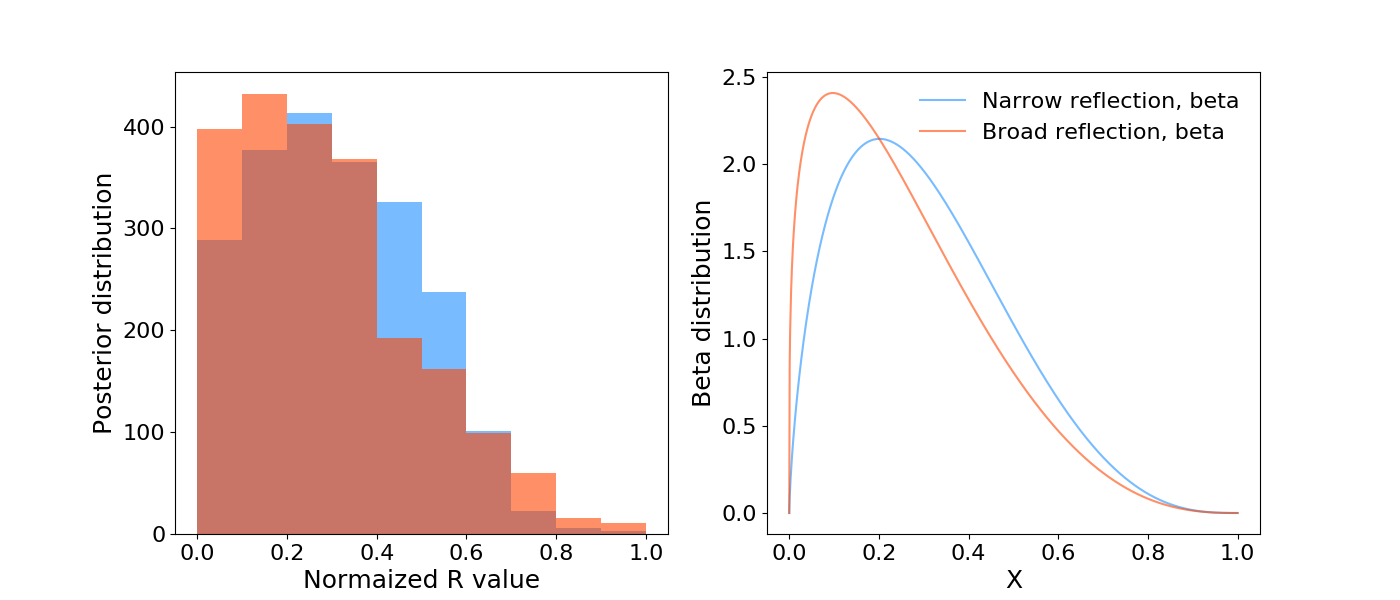 Posterior distribution
400
300
200
100
0
0.0 0.2 0.4 0.6 0.8 1.0
Normaized R value
Beta distribution
2.5
2.0
1.5
1.0
0.5
0.0
0.0 0.2 0.4 0.6 0.8 1.0
X
Narrow reflection, beta
Broad reflection, beta